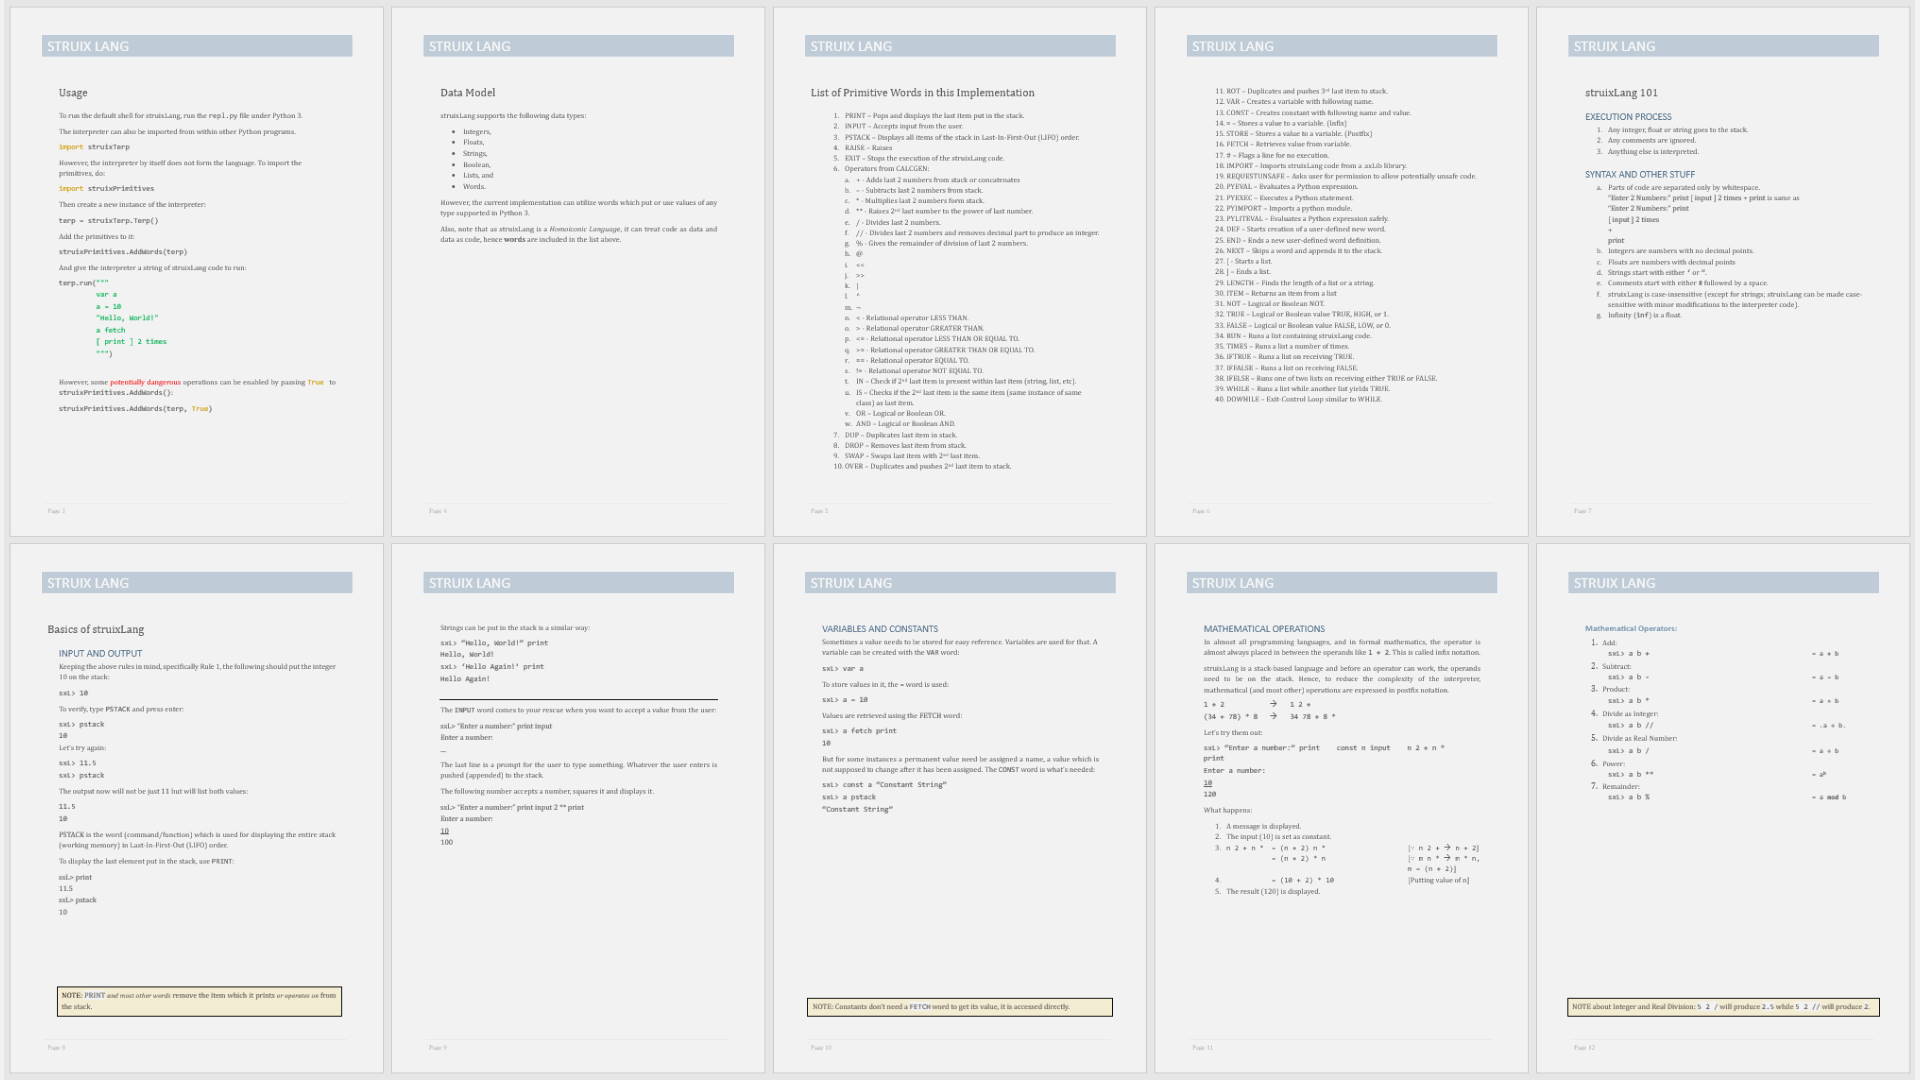 STRUIX LANG
Usage
To run the default shell for struixLang, run the repl.py file under Python 3.
The interpreter can also be imported from within other Python programs.
import struixTerp
However, the interpreter by itself does not form the language. To import the
primitives, do:
import struixPrimitives
Then create a new instance of the interpreter:
terp = struixTerp.Terp()
Add the primitives to it:
struixPrimitives.AddWords(terp)
And give the interpreter a string of struixLang code to run:
terp.run("""
var a
a = 10
"Hello, World!"
a fetch
[ print ] 2 times
""")
However, some potentially dangerous operations can be enabled by passing True to
struixPrimitives.AddWords():
struixPrimitives.AddWords(terp, True)
Page 3
STRUIX LANG
Data Model
struixLang supports the following data types:
• Integers,
• Floats,
• Strings,
• Boolean,
• Lists, and
• Words.
However, the current implementation can utilize words which put or use values of any
type supported in Python 3.
Also, note that as struixLang is a Homoiconic Language, it can treat code as data and
data as code, hence words are included in the list above.
Page 4
STRUIX LANG
List of Primitive Words in this Implementation
1. PRINT – Pops and displays the last item put in the stack.
2. INPUT – Accepts input from the user.
3. PSTACK – Displays all items of the stack in Last-In-First-Out (LIFO) order.
4. RAISE – Raises
5. EXIT – Stops the execution of the struixLang code.
6. Operators from CALCGEN:
a. + - Adds last 2 numbers from stack or concatenates
b. – - Subtracts last 2 numbers from stack.
c. * - Multiplies last 2 numbers form stack.
d. ** - Raises 2nd last number to the power of last number.
e. / - Divides last 2 numbers.
f. // - Divides last 2 numbers and removes decimal part to produce an integer.
g. % - Gives the remainder of division of last 2 numbers.
h. @
i. <<
j. >>
k. |
l. ^
m. ~
n. < - Relational operator LESS THAN.
o. > - Relational operator GREATER THAN.
p. <= - Relational operator LESS THAN OR EQUAL TO.
q. >= - Relational operator GREATER THAN OR EQUAL TO.
r. == - Relational operator EQUAL TO.
s. != - Relational operator NOT EQUAL TO.
t. IN – Check if 2nd last item is present within last item (string, list, etc).
u. IS – Checks if the 2nd last item is the same item (same instance of same
class) as last item.
v. OR – Logical or Boolean OR.
w. AND – Logical or Boolean AND.
7. DUP – Duplicates last item in stack.
8. DROP – Removes last item from stack.
9. SWAP – Swaps last item with 2nd last item.
10. OVER – Duplicates and pushes 2nd last item to stack.
Page 5
STRUIX LANG
11. ROT – Duplicates and pushes 3rd last item to stack.
12. VAR – Creates a variable with following name.
13. CONST – Creates constant with following name and value.
14. = – Stores a value to a variable. (Infix)
15. STORE – Stores a value to a variable. (Postfix)
16. FETCH – Retrieves value from variable.
17. # – Flags a line for no execution.
18. IMPORT – Imports struixLang code from a .sxLib library.
19. REQUESTUNSAFE – Asks user for permission to allow potentially unsafe code.
20. PYEVAL – Evaluates a Python expression.
21. PYEXEC – Executes a Python statement.
22. PYIMPORT – Imports a python module.
23. PYLITEVAL – Evaluates a Python expression safely.
24. DEF – Starts creation of a user-defined new word.
25. END – Ends a new user-defined word definition.
26. NEXT – Skips a word and appends it to the stack.
27. [ - Starts a list.
28. ] – Ends a list.
29. LENGTH – Finds the length of a list or a string.
30. ITEM – Returns an item from a list
31. NOT – Logical or Boolean NOT.
32. TRUE – Logical or Boolean value TRUE, HIGH, or 1.
33. FALSE – Logical or Boolean value FALSE, LOW, or 0.
34. RUN – Runs a list containing struixLang code.
35. TIMES – Runs a list a number of times.
36. IFTRUE – Runs a list on receiving TRUE.
37. IFFALSE – Runs a list on receiving FALSE.
38. IFELSE – Runs one of two lists on receiving either TRUE or FALSE.
39. WHILE – Runs a list while another list yields TRUE.
40. DOWHILE – Exit-Control Loop similar to WHILE.
Page 6
STRUIX LANG
struixLang 101
EXECUTION PROCESS
1. Any integer, float or string goes to the stack.
2. Any comments are ignored.
3. Anything else is interpreted.
SYNTAX AND OTHER STUFF
a. Parts of code are separated only by whitespace.
"Enter 2 Numbers:" print [ input ] 2 times + print is same as
"Enter 2 Numbers:" print
[ input ] 2 times
+
print
b. Integers are numbers with no decimal points.
c. Floats are numbers with decimal points
d. Strings start with either ‘ or “.
e. Comments start with either # followed by a space.
f. struixLang is case-insensitive (except for strings; struixLang can be made case-
sensitive with minor modifications to the interpreter code).
g. Infinity (inf) is a float.
Page 7
STRUIX LANG
Basics of struixLang
INPUT AND OUTPUT
Keeping the above rules in mind, specifically Rule 1, the following should put the integer
10 on the stack:
sxL> 10
To verify, type PSTACK and press enter:
sxL> pstack
10
Let's try again:
sxL> 11.5
sxL> pstack
The output now will not be just 11 but will list both values:
11.5
10
PSTACK is the word (command/function) which is used for displaying the entire stack
(working memory) in Last-In-First-Out (LIFO) order.
To display the last element put in the stack, use PRINT:
sxL> print
11.5
sxL> pstack
10
NOTE: PRINT and most other words remove the item which it prints or operates on from
the stack.
Page 8
STRUIX LANG
Strings can be put in the stack is a similar way:
sxL> "Hello, World!" print
Hello, World!
sxL> 'Hello Again!' print
Hello Again!
The INPUT word comes to your rescue when you want to accept a value from the user:
sxL> "Enter a number:" print input
Enter a number:
_
The last line is a prompt for the user to type something. Whatever the user enters is
pushed (appended) to the stack.
The following number accepts a number, squares it and displays it.
sxL> "Enter a number:" print input 2 ** print
Enter a number:
10
100
Page 9
STRUIX LANG
VARIABLES AND CONSTANTS
Sometimes a value needs to be stored for easy reference. Variables are used for that. A
variable can be created with the VAR word:
sxL> var a
To store values in it, the = word is used:
sxL> a = 10
Values are retrieved using the FETCH word:
sxL> a fetch print
10
But for some instances a permanent value need be assigned a name, a value which is
not supposed to change after it has been assigned. The CONST word is what's needed:
sxL> const a "Constant String"
sxL> a pstack
"Constant String"
NOTE: Constants don't need a FETCH word to get its value, it is accessed directly.
Page 10
STRUIX LANG
MATHEMATICAL OPERATIONS
In almost all programming languages, and in formal mathematics, the operator is
almost always placed in between the operands like 1 + 2. This is called infix notation.
struixLang is a stack-based language and before an operator can work, the operands
need to be on the stack. Hence, to reduce the complexity of the interpreter,
mathematical (and most other) operations are expressed in postfix notation.
1 + 2 → 1 2 +
(34 + 78) * 8 → 34 78 + 8 *
Let's try them out:
sxL> "Enter a number:" print const n input n 2 + n *
print
Enter a number:
10
120
What happens:
1. A message is displayed.
2. The input (10) is set as constant.
3. n 2 + n * = (n + 2) n * [∵ n 2 + → n + 2]
= (n + 2) * n [∵ m n * → m * n,
m = (n + 2)]
4. = (10 + 2) * 10 [Putting value of n]
5. The result (120) is displayed.
Page 11
STRUIX LANG
Mathematical Operators:
1. Add:
sxL> a b + = a + b
2. Subtract:
sxL> a b - = a – b
3. Product:
sxL> a b * = a × b
4. Divide as Integer:
sxL> a b //
5. Divide as Real Number:
sxL> a b / = a ÷ b
6. Power:
sxL> a b ** = aᵇ
7. Remainder:
sxL> a b % = a mod b
NOTE about Integer and Real Division: 5 2 / will produce 2.5 while 5 2 // will produce 2.
Page 12